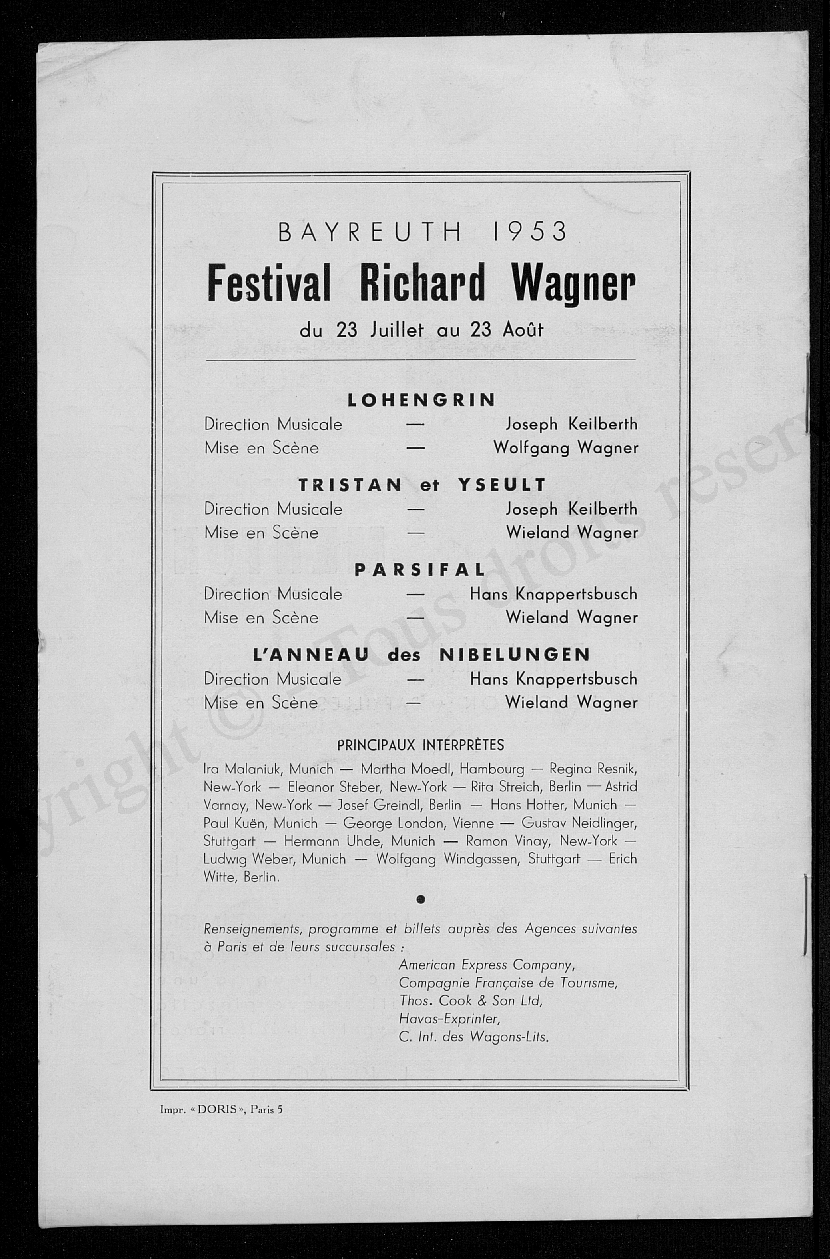 BAYREUTH 1953
Festival Richard Wagner
du 23 Juillet au 23 Août
LOHENGRIN
Direction Musicale — Joseph Keilberth
Mise en Scène — Wolfgang Wagner
TRISTAN et YSEULT
Direction Musicale — Joseph Keilberth
Mise en Scène — Wieland Wagner
PARSIFAL
Direction Musicale — Hans Knappertsbusch
Mise en Scène — Wieland Wagner
L'ANNEAU des NIBELUNGEN
Direction Musicale — Hans Knappertsbusch
Mise en Scène — Wieland Wagner
PRINCIPAUX INTERPRÈTES
Ira Malaniuk, Munich — Martha Moedl, Hambourg — Regina Resnik,
New-York — Eleanor Steber, New-York — Rita Streich, Berlin — Astrid
Varnay, New-York — Josef Greindl, Berlin — Hans Hotter, Munich —
Paul Kuën, Munich — George London, Vienne — Gustav Neidlinger,
Stuttgart — Hermann Uhde, Munich — Ramon Vinay, New-York —
Ludwig Weber, Munich — Wolfgang Windgassen, Stuttgart — Erich
Witte, Berlin.
Renseignements, programme et billets auprès des Agences suivantes
à Paris et de leurs succursales :
American Express Company,
Compagnie Française de Tourisme,
Thos. Cook & Son Ltd,
Havas-Exprinter,
C. Int. des Wagons-Lits.
Impr. « DORIS », Paris 5
yright © - Tous droits reserv